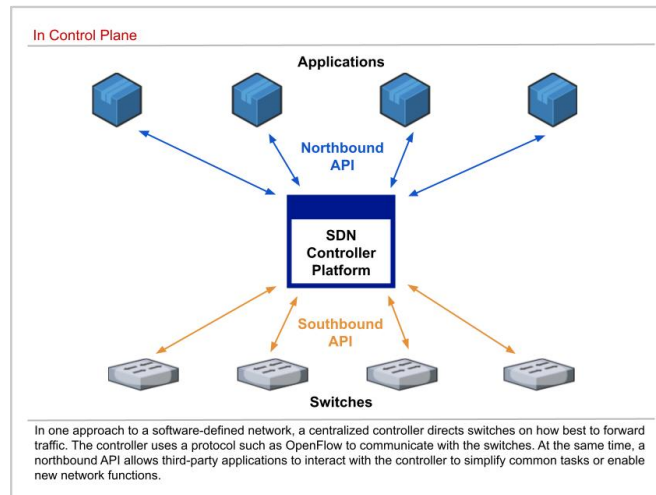 In Control Plane
Applications
Northbound
API
SDN
Controller
Platform
Southbound
API
Switches
In one approach to a software-defined network, a centralized controller directs switches on how best to forward
traffic. The controller uses a protocol such as OpenFlow to communicate with the switches. At the same time, a
northbound API allows third-party applications to interact with the controller to simplify common tasks or enable
new network functions.